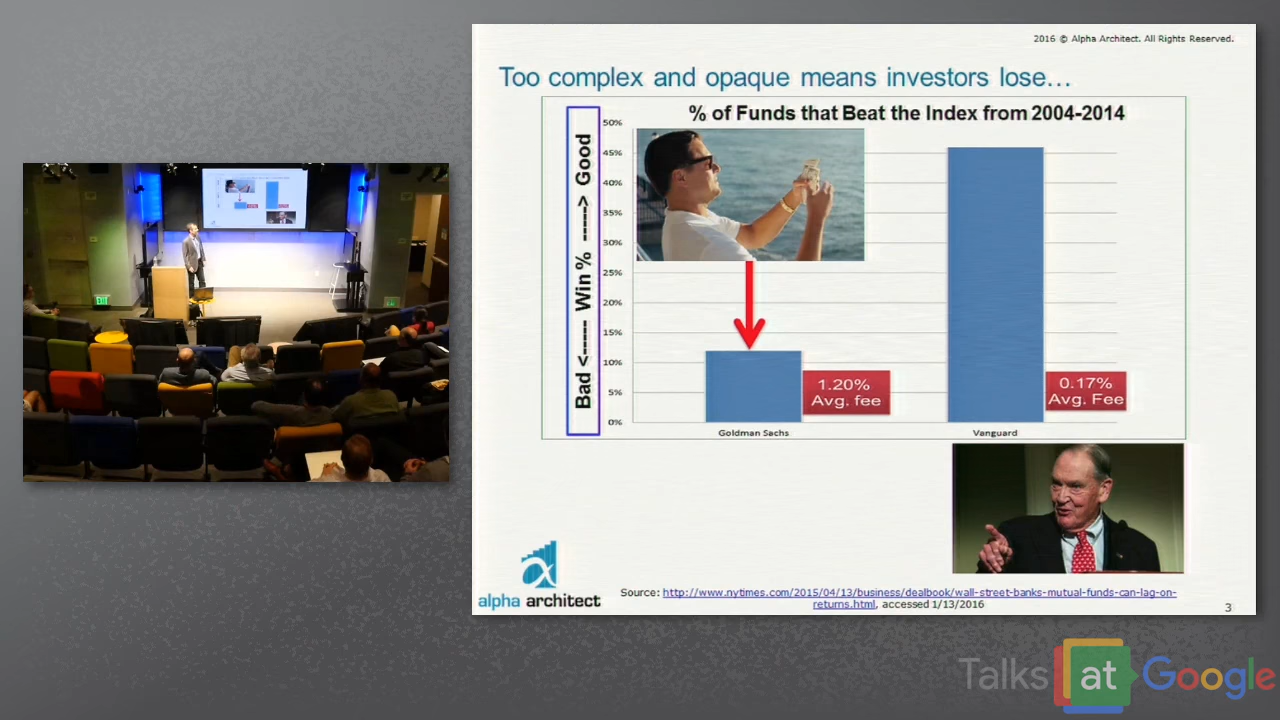 2016 © Alpha Architect. All Rights Reserved.
Too complex and opaque means investors lose…
% of Funds that Beat the Index from 2004-2014
Bad <----- Win % -----> Good
50%
45%
40%
35%
30%
25%
20%
15%
10%
5%
0%
1.20%
Avg. fee
0.17%
Avg. Fee
Goldman Sachs
Vanguard
alpha architect
Source: http://www.nytimes.com/2015/04/13/business/dealbook/wall-street-banks-mutual-funds-can-lag-on-
returns.html, accessed 1/13/2016
3
EXIT
Talks at Google